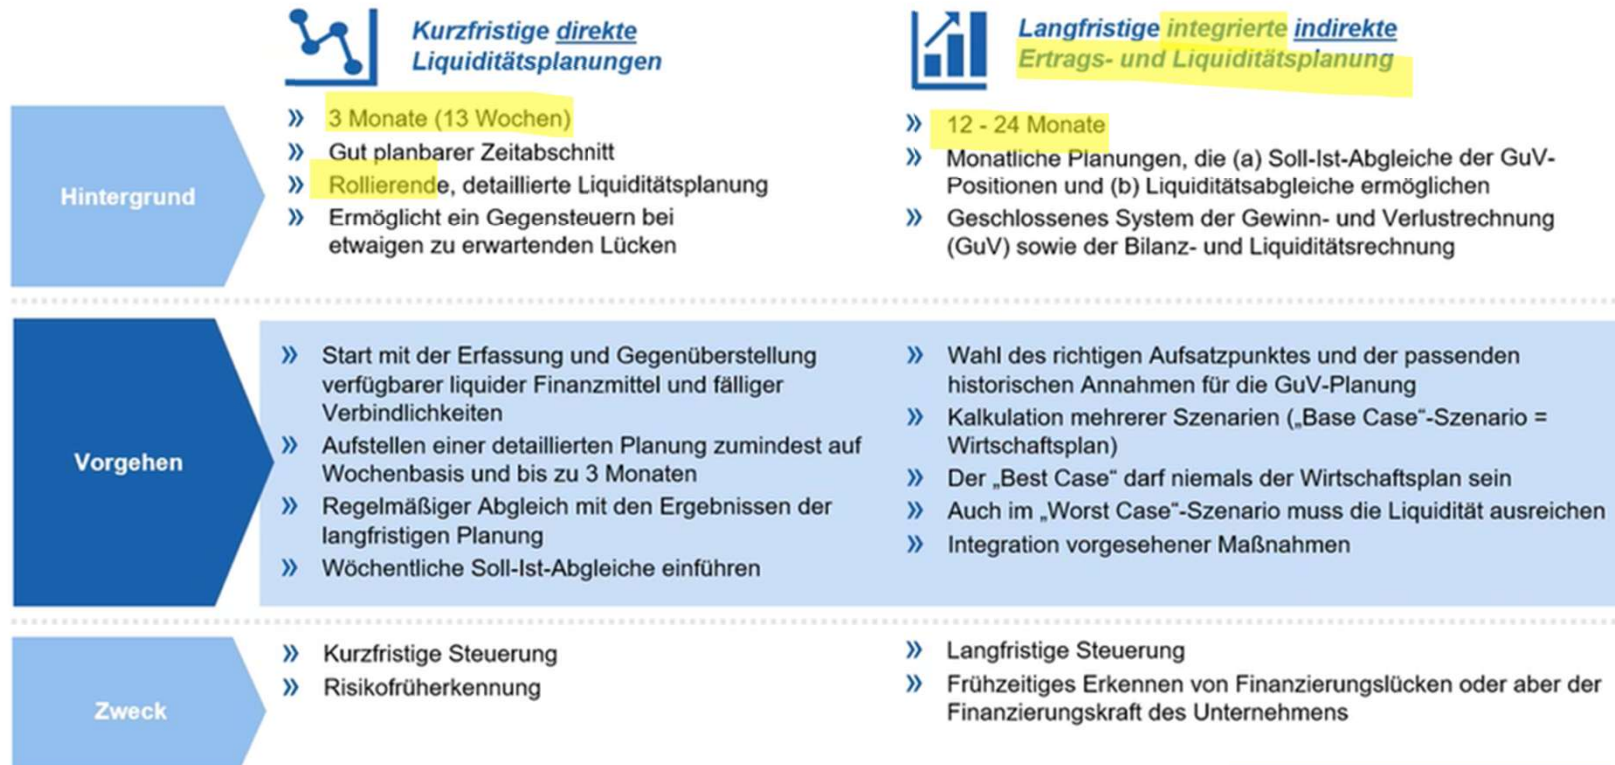 Kurzfristige direkte
Liquiditätsplanungen
Langfristige integrierte indirekte
Ertrags- und Liquiditätsplanung
Hintergrund
» 3 Monate (13 Wochen)
» Gut planbarer Zeitabschnitt
» Rollierende, detaillierte Liquiditätsplanung
» Ermöglicht ein Gegensteuern bei
etwaigen zu erwartenden Lücken
» 12 - 24 Monate
» Monatliche Planungen, die (a) Soll-Ist-Abgleiche der GuV-
Positionen und (b) Liquiditätsabgleiche ermöglichen
» Geschlossenes System der Gewinn- und Verlustrechnung
(GuV) sowie der Bilanz- und Liquiditätsrechnung
Vorgehen
» Start mit der Erfassung und Gegenüberstellung
verfügbarer liquider Finanzmittel und fälliger
Verbindlichkeiten
» Aufstellen einer detaillierten Planung zumindest auf
Wochenbasis und bis zu 3 Monaten
» Regelmäßiger Abgleich mit den Ergebnissen der
langfristigen Planung
» Wöchentliche Soll-Ist-Abgleiche einführen
» Wahl des richtigen Aufsatzpunktes und der passenden
historischen Annahmen für die GuV-Planung
» Kalkulation mehrerer Szenarien („Base Case“-Szenario =
Wirtschaftsplan)
» Der „Best Case“ darf niemals der Wirtschaftsplan sein
» Auch im „Worst Case“-Szenario muss die Liquidität ausreichen
» Integration vorgesehener Maßnahmen
Zweck
» Kurzfristige Steuerung
» Risikofrüherkennung
» Langfristige Steuerung
» Frühzeitiges Erkennen von Finanzierungslücken oder aber der
Finanzierungskraft des Unternehmens